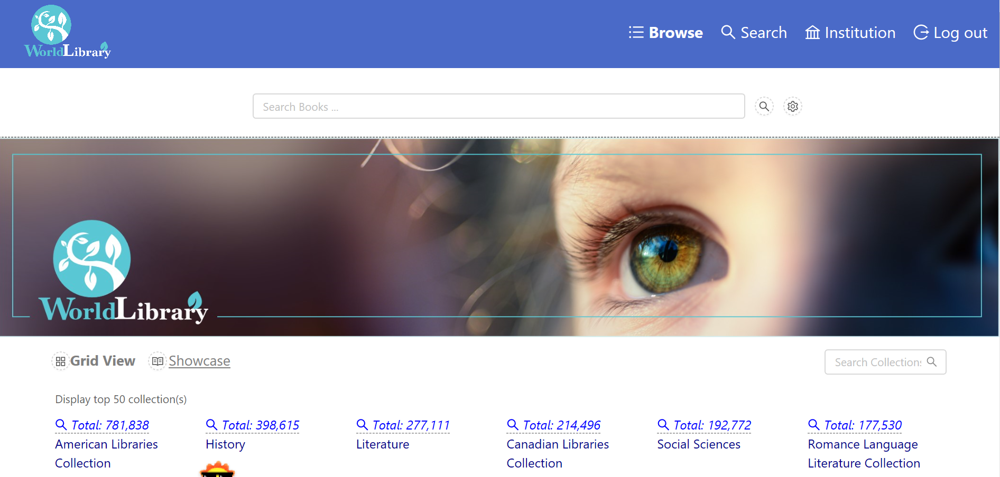 WorldLibrary
Browse
Search
Institution
Log out
Search Books ...
WorldLibrary
Grid View
Showcase
Search Collections
Display top 50 collection(s)
Total: 781,838
American Libraries
Collection
Total: 398,615
History
Total: 277,111
Literature
Total: 214,496
Canadian Libraries
Collection
Total: 192,772
Social Sciences
Total: 177,530
Romance Language
Literature Collection